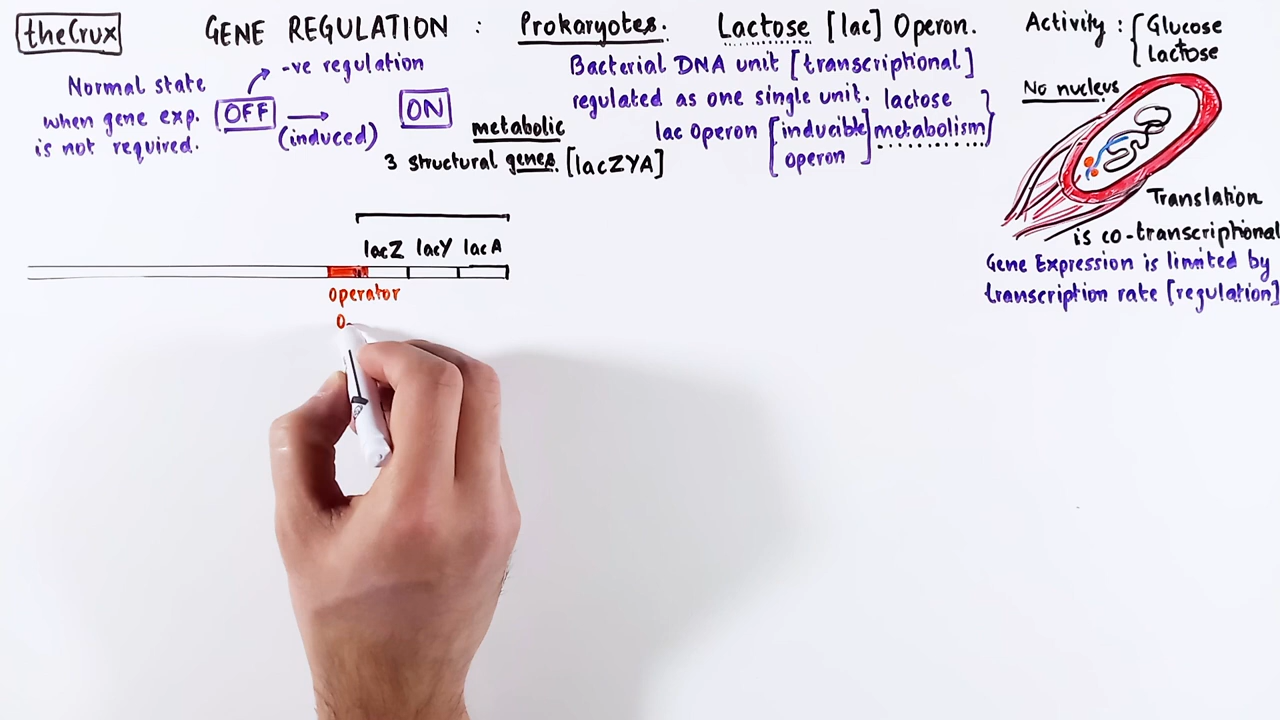 theCrux
GENE REGULATION : Prokaryotes. Lactose [lac] Operon.
Activity : { Glucose
Lactose
Normal state
when gene exp.
is not required.
OFF
-ve regulation
(induced)
ON
metabolic
3 structural genes. [lacZYA]
Bacterial DNA unit [transcriptional]
regulated as one single unit. lactose
lac Operon [inducible] metabolism}
operon
No nucleus
Translation
is co-transcriptional
Gene Expression is limited by
transcription rate [regulation]
lacZ lacY lacA
Operator
O